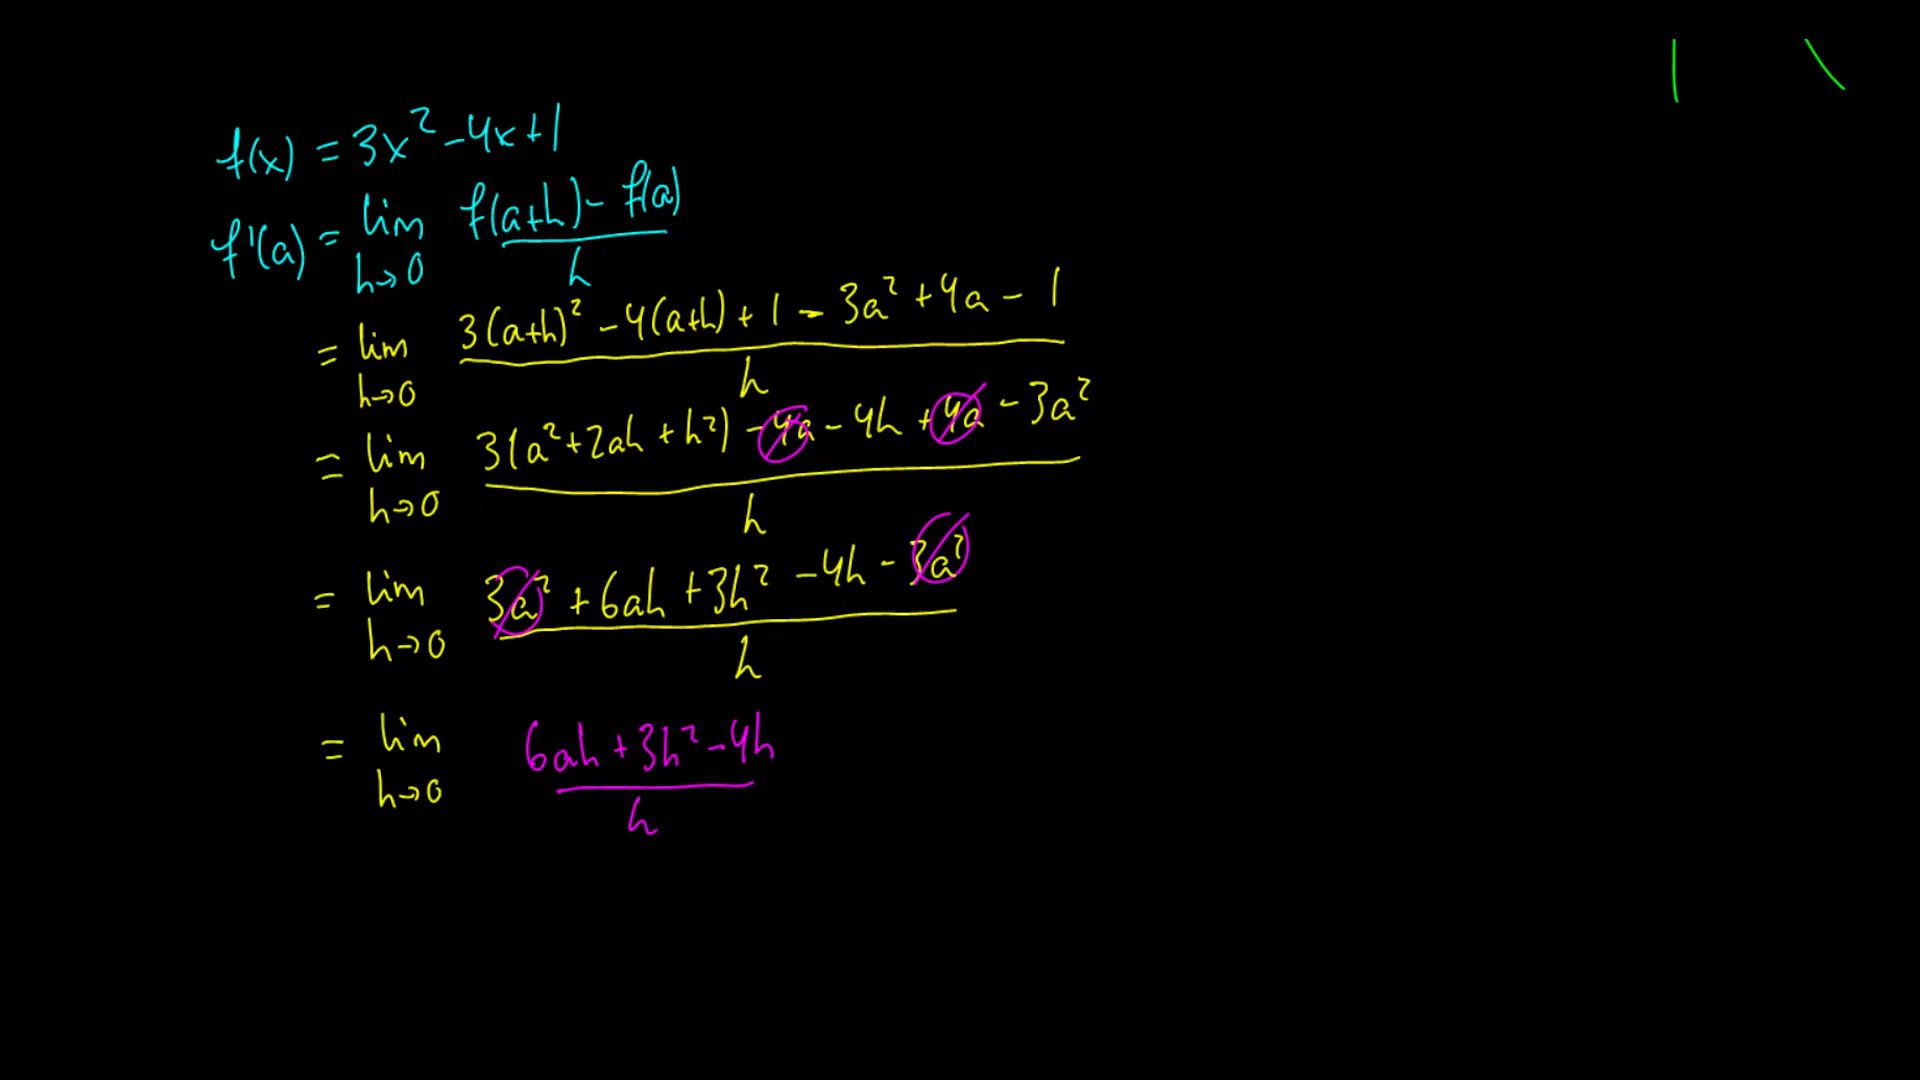 f(x) = 3x² - 4x + 1
f'(a) = lim h→0 f(a+h) - f(a) / h
= lim h→0 3(a+h)² - 4(a+h) + 1 - 3a² + 4a - 1 / h
= lim h→0 3(a² + 2ah + h²) - 4a - 4h + 4a - 3a² / h
= lim h→0 3a² + 6ah + 3h² - 4h - 3a² / h
= lim h→0 6ah + 3h² - 4h / h